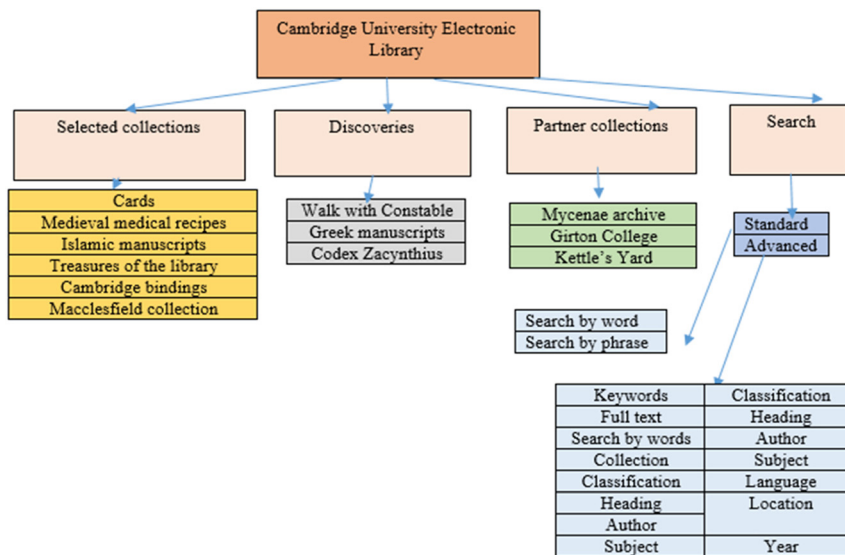 Cambridge University Electronic
Library
Selected collections
Discoveries
Partner collections
Search
Cards
Medieval medical recipes
Islamic manuscripts
Treasures of the library
Cambridge bindings
Macclesfield collection
Walk with Constable
Greek manuscripts
Codex Zacynthius
Mycenae archive
Girton College
Kettle’s Yard
Standard
Advanced
Search by word
Search by phrase
Keywords
Classification
Full text
Heading
Search by words
Author
Collection
Subject
Classification
Language
Heading
Location
Author
Subject
Year